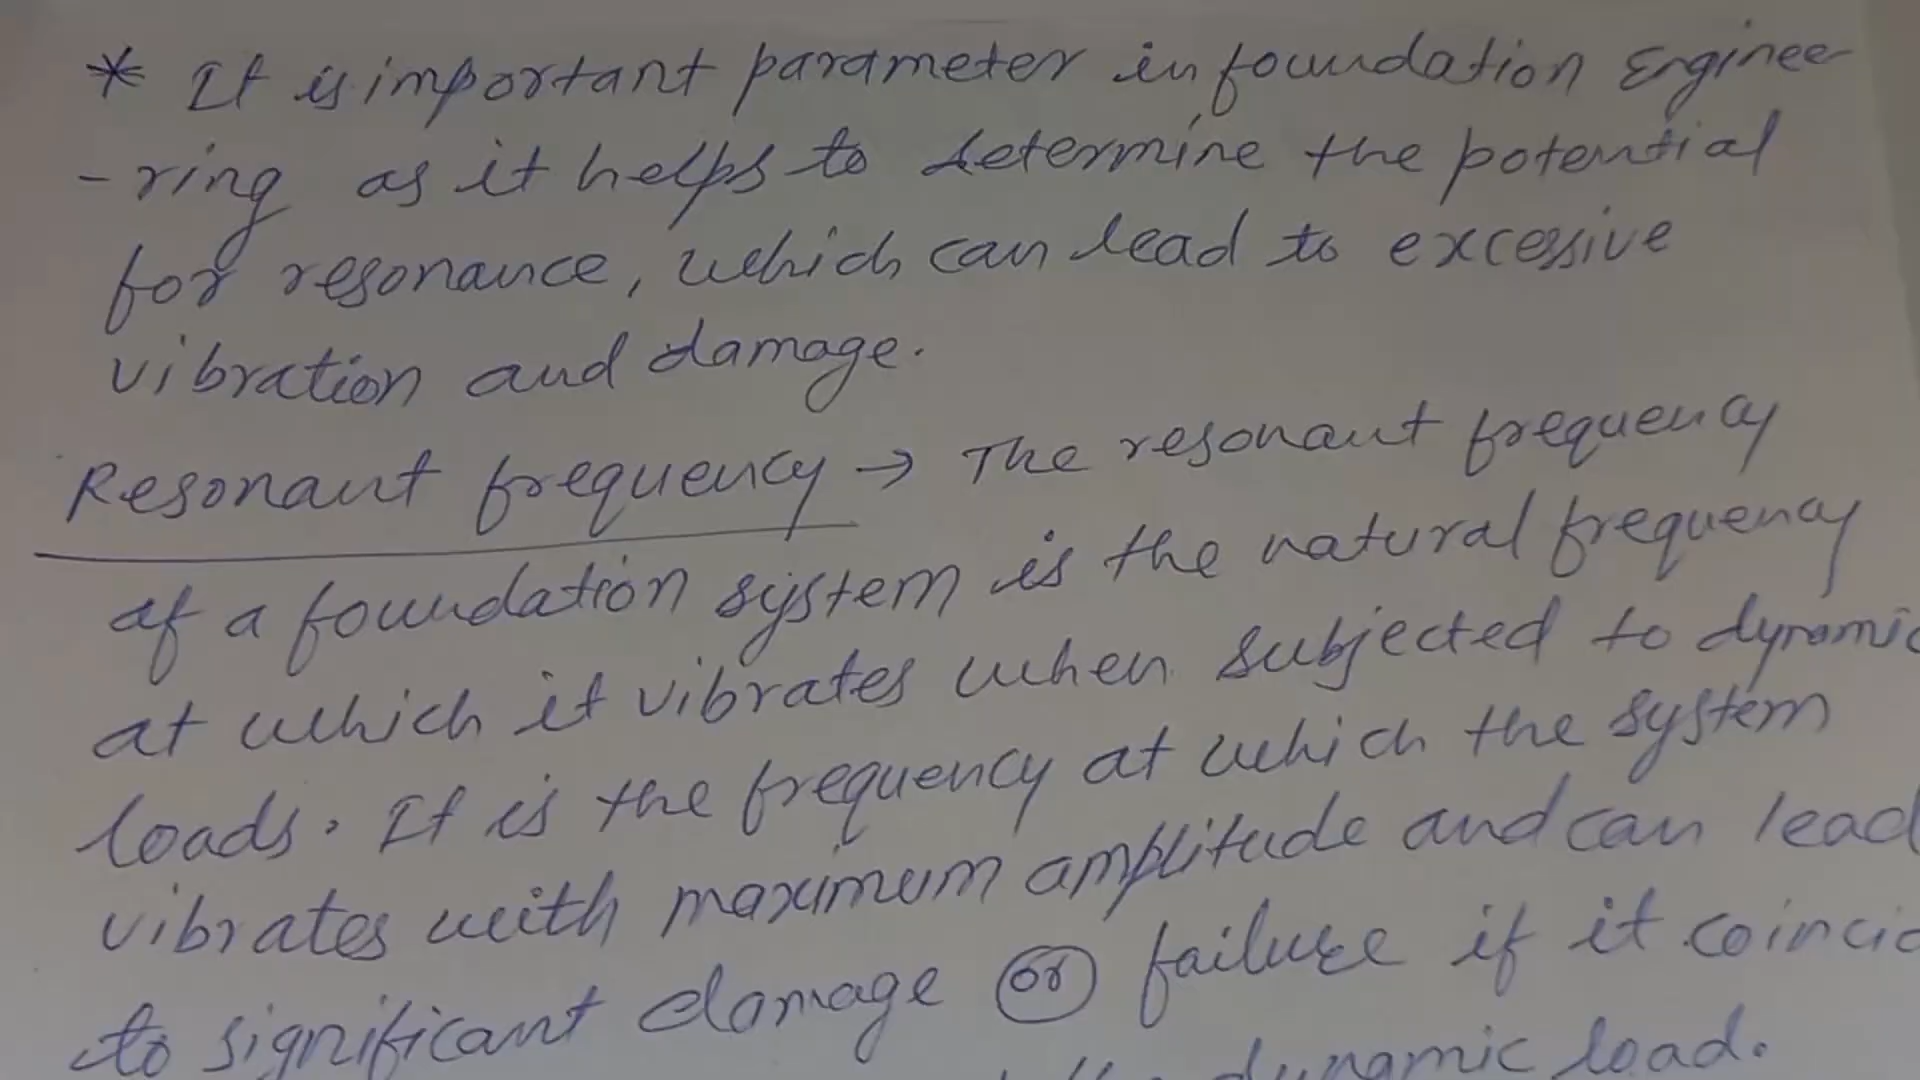 * It is important parameter in foundation Enginee-
-ring as it helps to determine the potential
for resonance, which can lead to excessive
vibration and damage.
Resonant frequency → The resonant frequency
of a foundation system is the natural frequency
at which it vibrates when subjected to dynamic
loads. It is the frequency at which the system
vibrates with maximum amplitude and can lead
to significant damage or failure if it coincid
dynamic load.